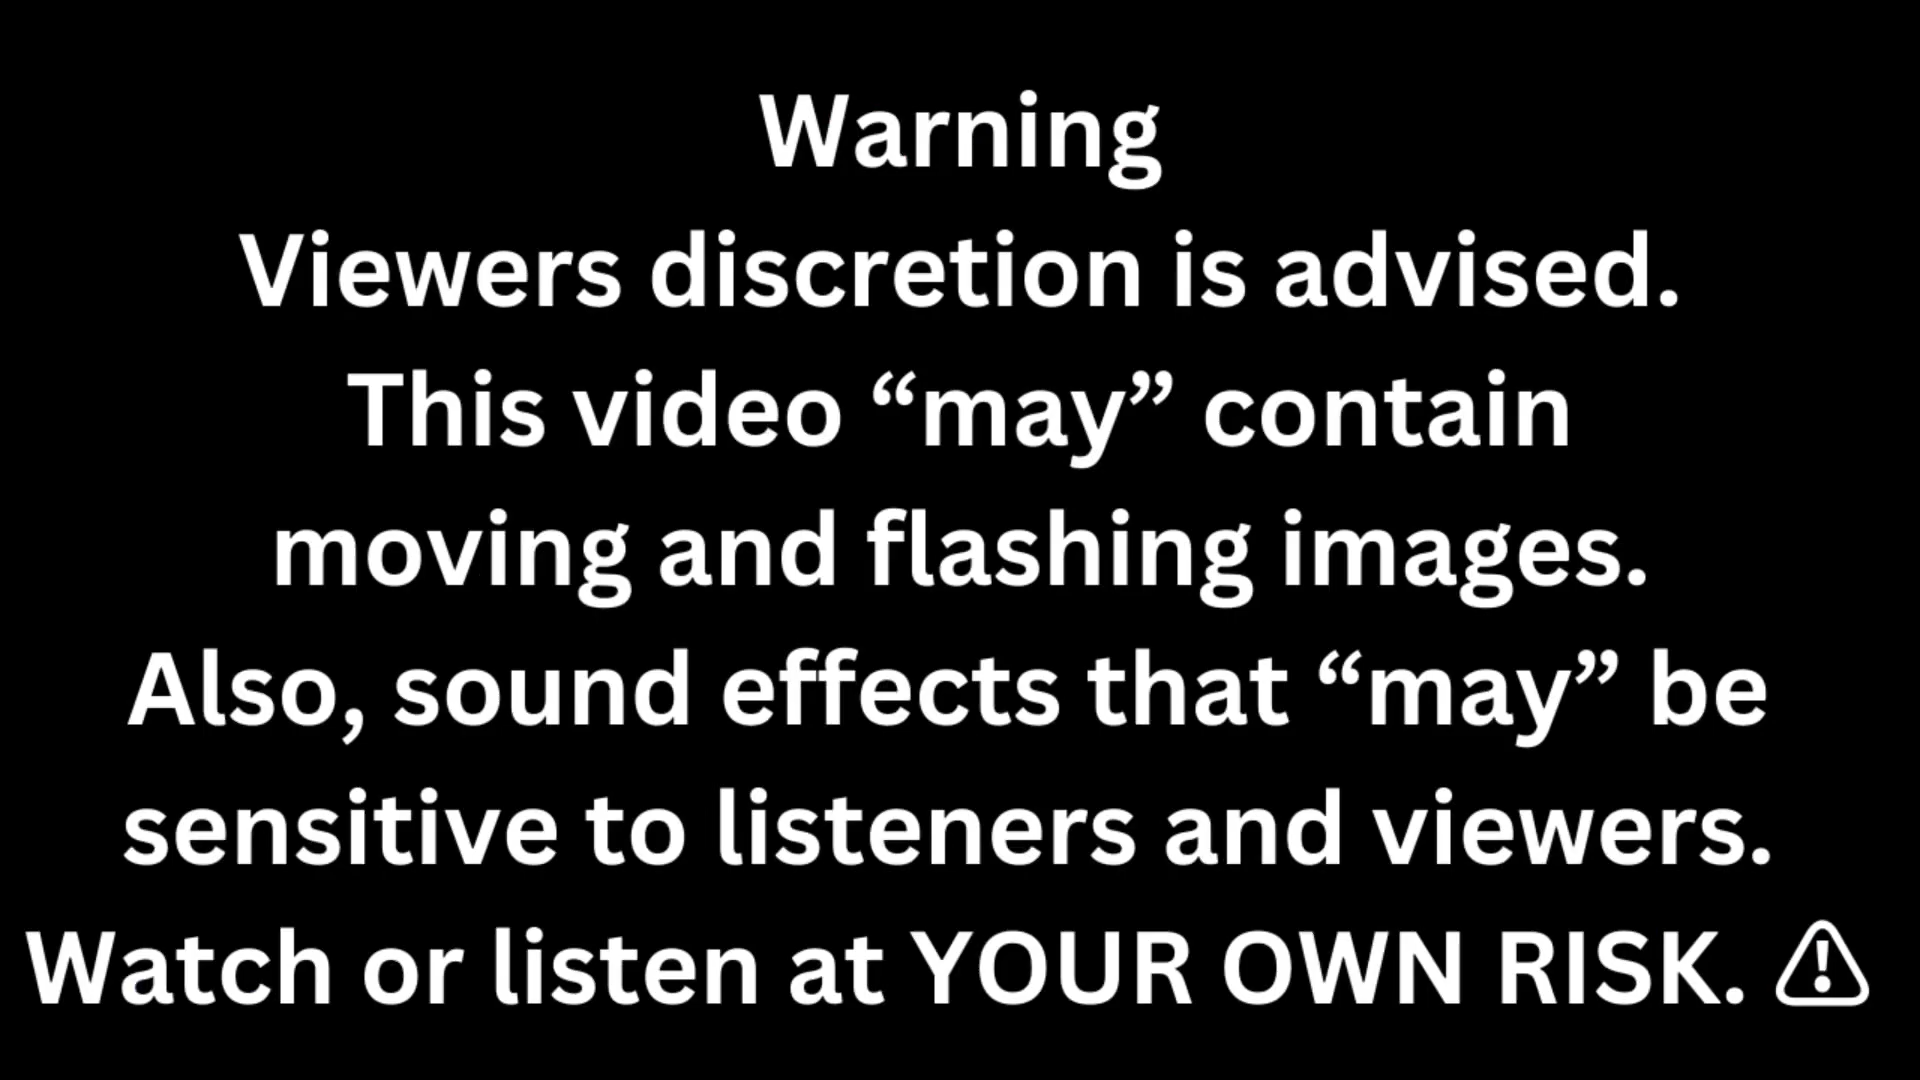 Warning
Viewers discretion is advised.
This video “may” contain
moving and flashing images.
Also, sound effects that “may” be
sensitive to listeners and viewers.
Watch or listen at YOUR OWN RISK. ⚠